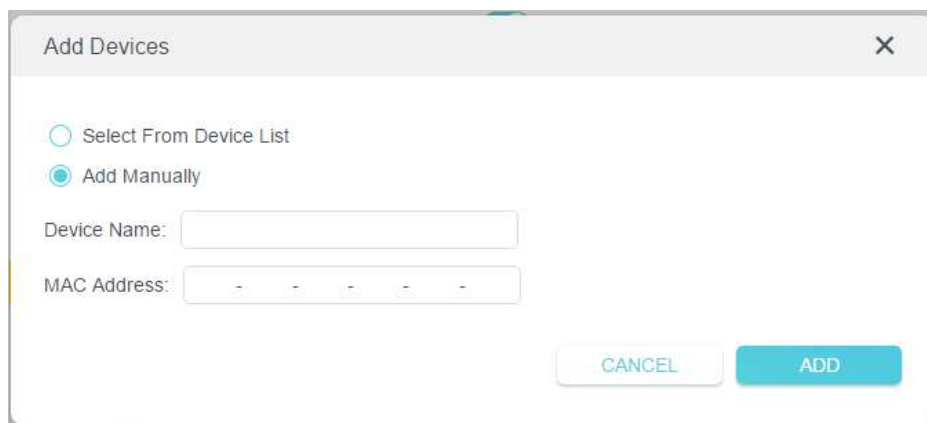 Add Devices
Select From Device List
Add Manually
Device Name:
MAC Address: - - - - -
CANCEL ADD